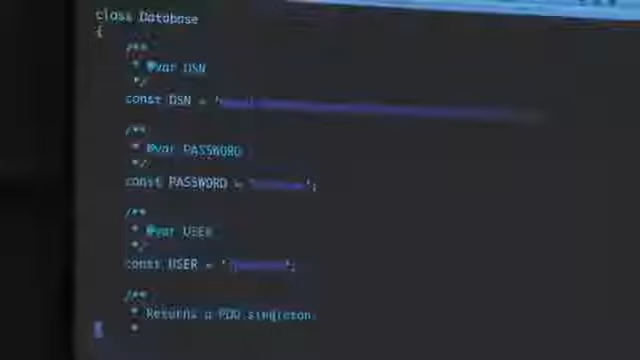 class Database
{
/**
* @var DSN
*/
const DSN = '
/**
* @var PASSWORD
*/
const PASSWORD = '';
/**
* @var USER
*/
const USER = '';
/**
* Returns a PDO singleton.
*